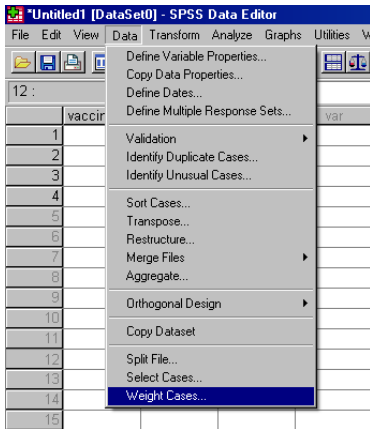 *Untitled1 [DataSet0] - SPSS Data Editor
File Edit View Data Transform Analyze Graphs Utilities
12 :
vaccin
var
Define Variable Properties...
Copy Data Properties...
Define Dates...
Define Multiple Response Sets...
Validation
Identify Duplicate Cases...
Identify Unusual Cases...
Sort Cases...
Transpose...
Restructure...
Merge Files
Aggregate...
Orthogonal Design
Copy Dataset
Split File...
Select Cases...
Weight Cases...
1
2
3
4
5
6
7
8
9
10
11
12
13
14
15